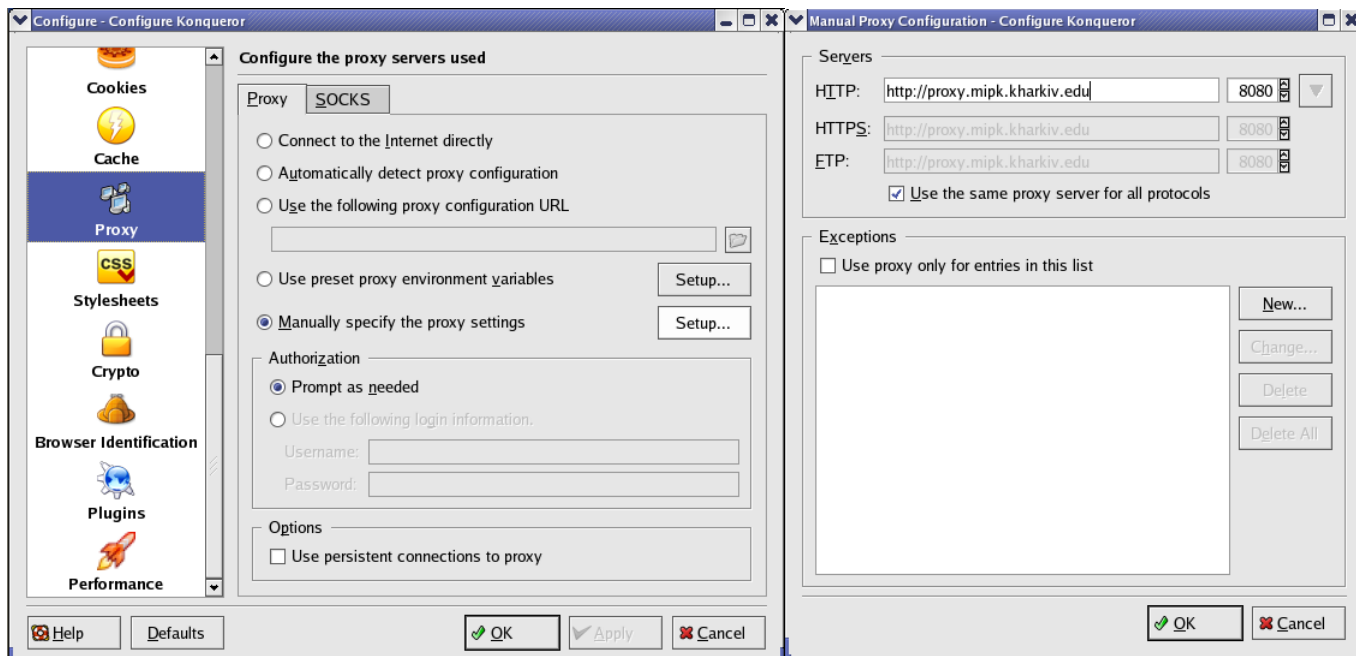 Configure - Configure Konqueror
Cookies
Cache
Proxy
Stylesheets
Crypto
Browser Identification
Plugins
Performance
Configure the proxy servers used
Proxy
SOCKS
Connect to the Internet directly
Automatically detect proxy configuration
Use the following proxy configuration URL
Use preset proxy environment variables
Setup...
Manually specify the proxy settings
Setup...
Authorization
Prompt as needed
Use the following login information.
Username:
Password:
Options
Use persistent connections to proxy
Help
Defaults
OK
Apply
Cancel
Manual Proxy Configuration - Configure Konqueror
Servers
HTTP: http://proxy.mipk.kharkiv.edu 8080
HTTPS: http://proxy.mipk.kharkiv.edu 8080
FTP: http://proxy.mipk.kharkiv.edu 8080
Use the same proxy server for all protocols
Exceptions
Use proxy only for entries in this list
New...
Change...
Delete
Delete All
OK
Cancel
CSS